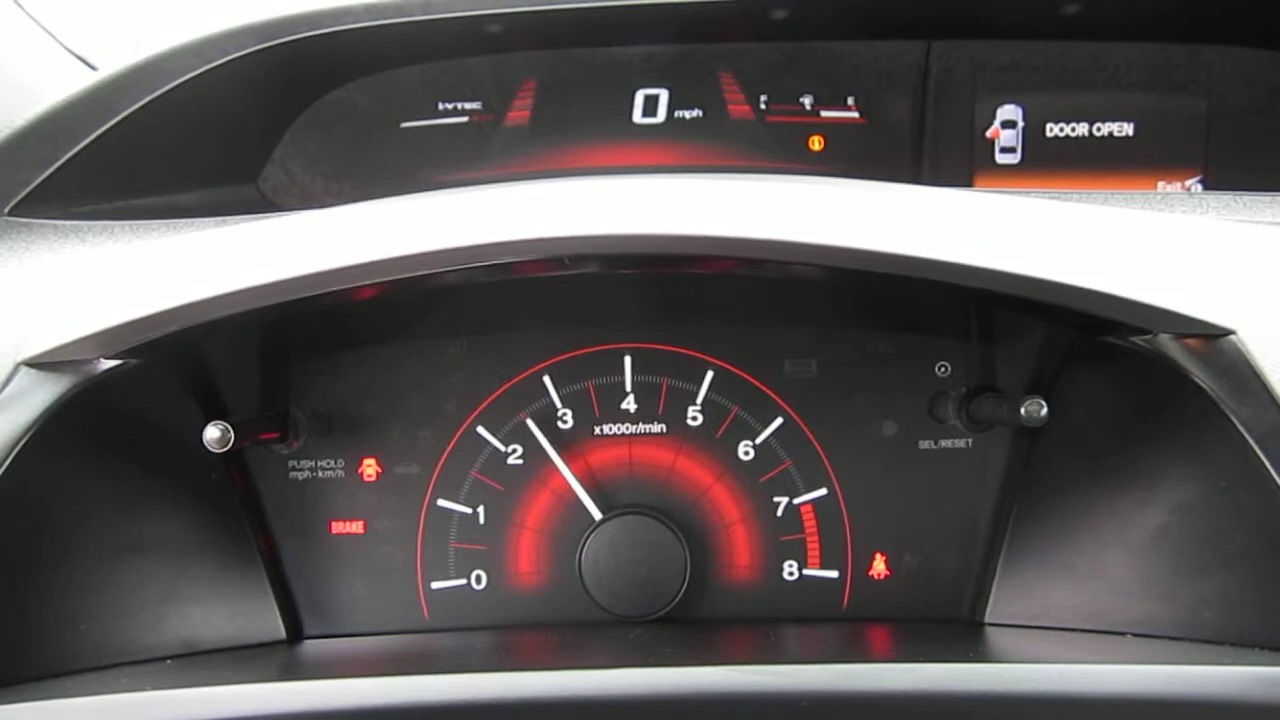 i-VTEC
0 mph
F E
DOOR OPEN
Exit
0 1 2 3 4 5 6 7 8
x1000r/min
PUSH HOLD
mph•km/h
BRAKE
SEL/RESET